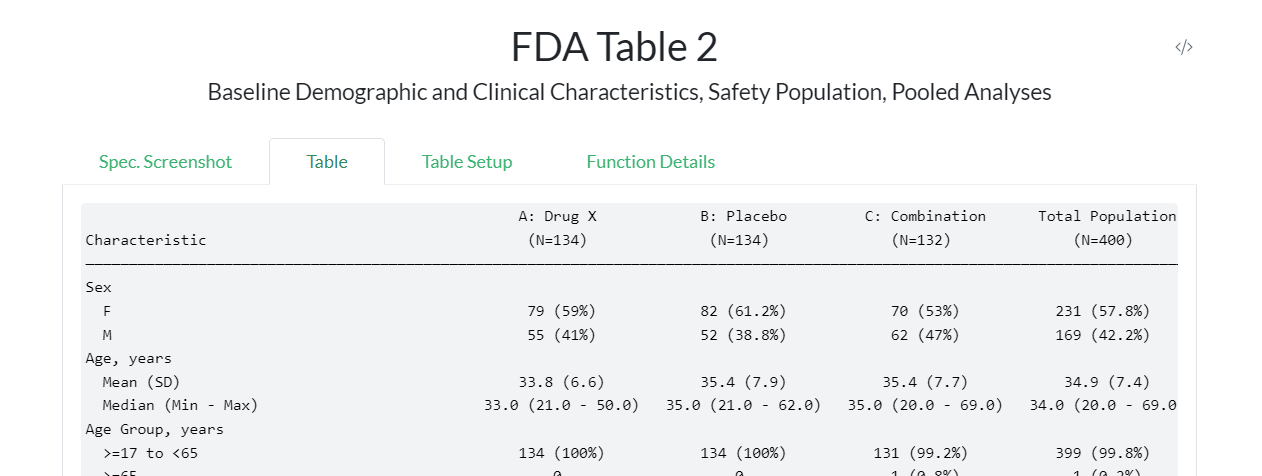 FDA Table 2
</>
Baseline Demographic and Clinical Characteristics, Safety Population, Pooled Analyses
Spec. Screenshot Table Table Setup Function Details
A: Drug X B: Placebo C: Combination Total Population
Characteristic (N=134) (N=134) (N=132) (N=400)
Sex
F 79 (59%) 82 (61.2%) 70 (53%) 231 (57.8%)
M 55 (41%) 52 (38.8%) 62 (47%) 169 (42.2%)
Age, years
Mean (SD) 33.8 (6.6) 35.4 (7.9) 35.4 (7.7) 34.9 (7.4)
Median (Min - Max) 33.0 (21.0 - 50.0) 35.0 (21.0 - 62.0) 35.0 (20.0 - 69.0) 34.0 (20.0 - 69.0
Age Group, years
>=17 to <65 134 (100%) 134 (100%) 131 (99.2%) 399 (99.8%)
>=65 0 0 1 (0.8%) 1 (0.2%)